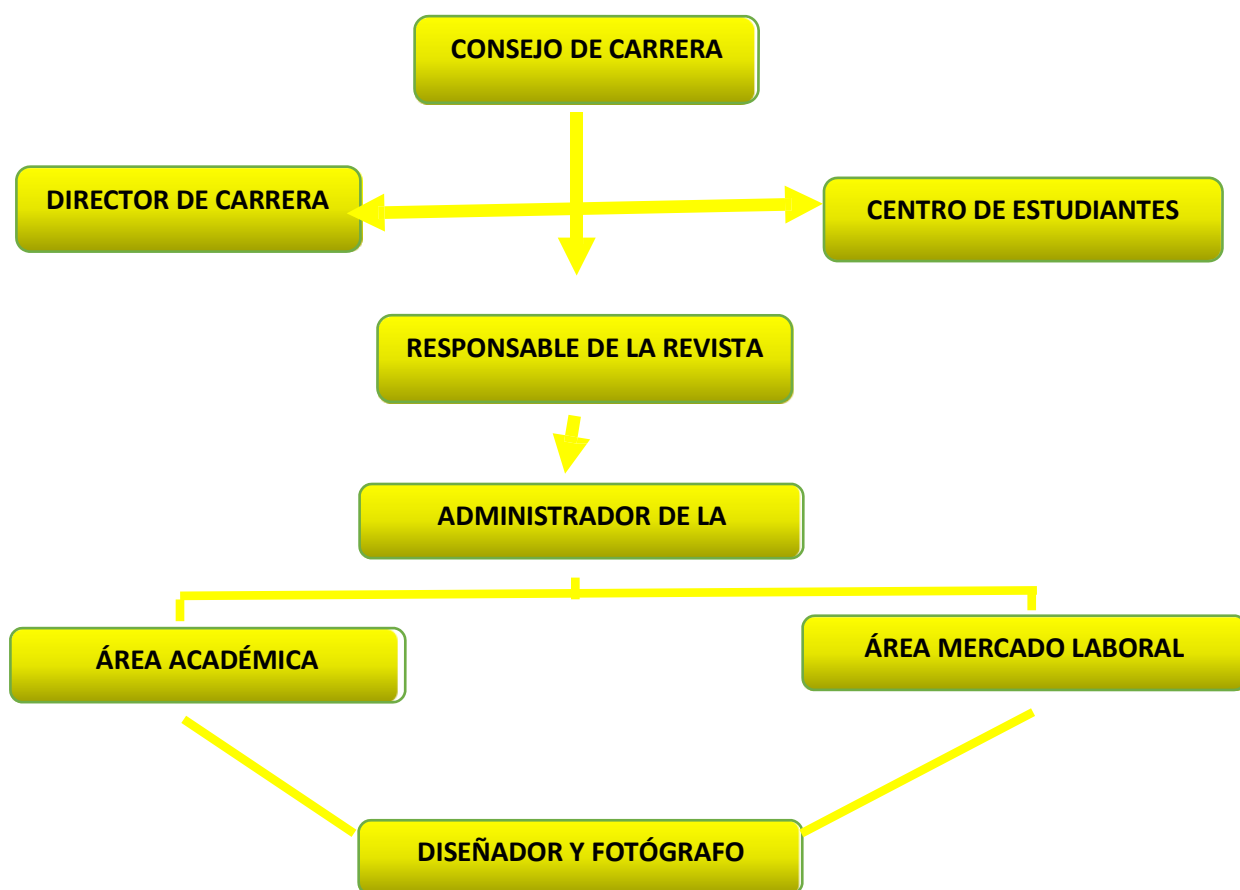 CONSEJO DE CARRERA
DIRECTOR DE CARRERA
CENTRO DE ESTUDIANTES
RESPONSABLE DE LA REVISTA
ADMINISTRADOR DE LA
ÁREA ACADÉMICA
ÁREA MERCADO LABORAL
DISEÑADOR Y FOTÓGRAFO